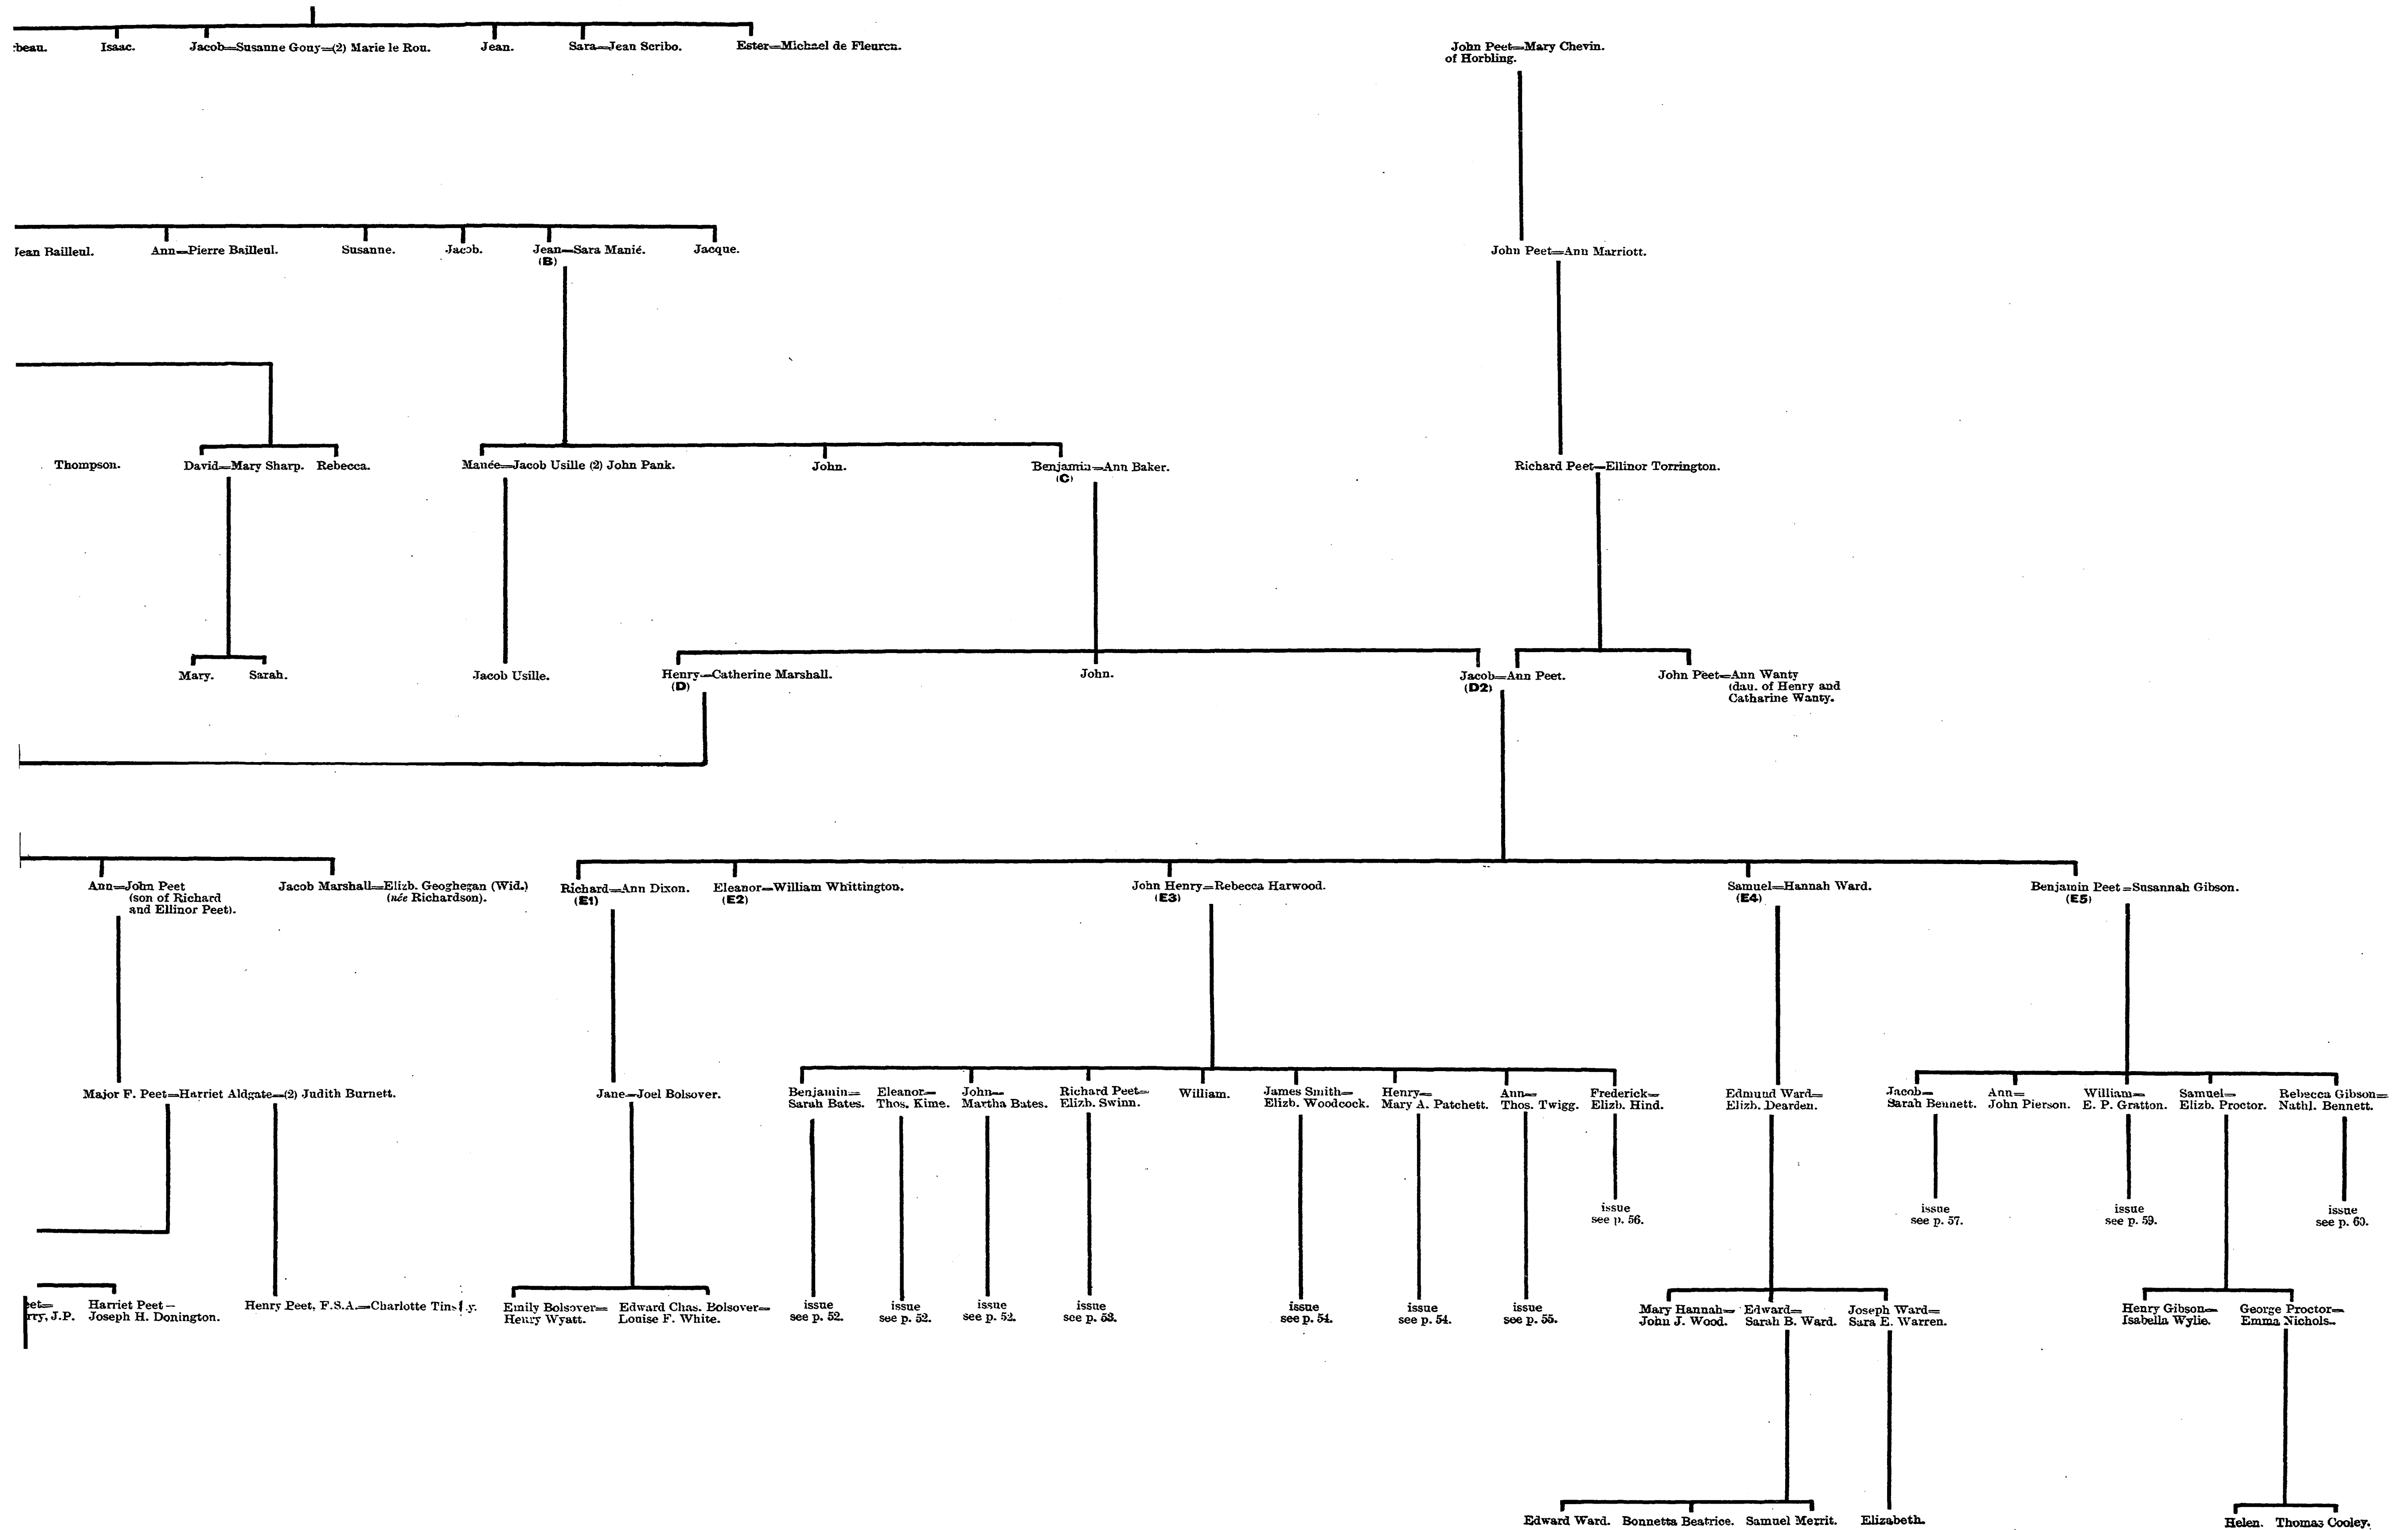 beau.
Isaac.
Jacob=Susanne Gony=(2) Marie le Rou.
Jean.
Sara=Jean Scribo.
Ester=Michael de Fleuren.
John Peet=Mary Chevin.
of Horbling.
Jean Bailleul.
Ann=Pierre Bailleul.
Susanne.
Jacob.
Jean=Sara Manié.
(B)
Jacque.
John Peet=Ann Marriott.
Thompson.
David=Mary Sharp.
Rebecca.
Manée=Jacob Usille (2) John Pank.
John.
Benjamin=Ann Baker.
(C)
Richard Peet=Ellinor Torrington.
Mary.
Sarah.
Jacob Usille.
Henry=Catherine Marshall.
(D)
John.
Jacob=Ann Peet.
(D2)
John Peet=Ann Wanty
(dau. of Henry and
Catharine Wanty.
Ann=John Peet
(son of Richard
and Ellinor Peet).
Jacob Marshall=Elizb. Geoghegan (Wid.)
(née Richardson).
Richard=Ann Dixon.
(E1)
Eleanor=William Whittington.
(E2)
John Henry=Rebecca Harwood.
(E3)
Samuel=Hannah Ward.
(E4)
Benjamin Peet=Susannah Gibson.
(E5)
Major F. Peet=Harriet Aldgate=(2) Judith Burnett.
Jane=Joel Bolsover.
Benjamin=
Sarah Bates.
Eleanor=
Thos. Kime.
John=
Martha Bates.
Richard Peet=
Elizb. Swinn.
William.
James Smith=
Elizb. Woodcock.
Henry=
Mary A. Patchett.
Ann=
Thos. Twigg.
Frederick=
Elizb. Hind.
Edmund Ward=
Elizb. Dearden.
Jacob=
Sarah Bennett.
Ann=
John Pierson.
William=
E. P. Gratton.
Samuel=
Elizb. Proctor.
Rebecca Gibson=
Nathl. Bennett.
issue
see p. 56.
issue
see p. 57.
issue
see p. 59.
issue
see p. 60.
eet=
rry, J.P.
Harriet Peet=
Joseph H. Donington.
Henry Peet, F.S.A.=Charlotte
Emily Bolsover=
Henry Wyatt.
Edward Chas. Bolsover=
Louise F. White.
issue
see p. 52.
issue
see p. 52.
issue
see p. 52.
issue
see p. 53.
issue
see p. 54.
issue
see p. 54.
issue
see p. 55.
Mary Hannah=
John J. Wood.
Edward=
Sarah B. Ward.
Joseph Ward=
Sara E. Warren.
Henry Gibson=
Isabella Wylie.
George Proctor=
Emma Nichols.
Edward Ward.
Bonnetta Beatrice.
Samuel Merrit.
Elizabeth.
Helen.
Thomas Cooley.